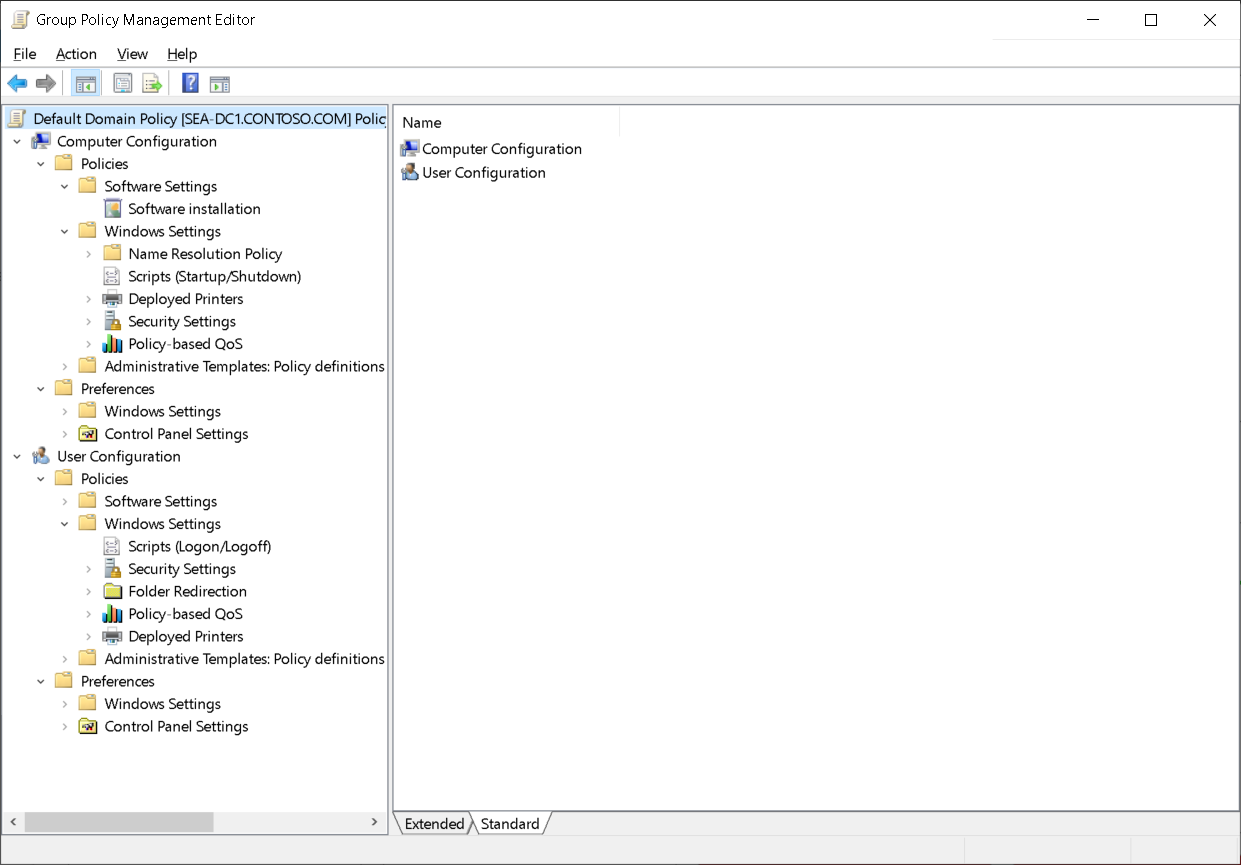 Group Policy Management Editor
File Action View Help
Default Domain Policy [SEA-DC1.CONTOSO.COM] Polic
Computer Configuration
Policies
Software Settings
Software installation
Windows Settings
Name Resolution Policy
Scripts (Startup/Shutdown)
Deployed Printers
Security Settings
Policy-based QoS
Administrative Templates: Policy definitions
Preferences
Windows Settings
Control Panel Settings
User Configuration
Policies
Software Settings
Windows Settings
Scripts (Logon/Logoff)
Security Settings
Folder Redirection
Policy-based QoS
Deployed Printers
Administrative Templates: Policy definitions
Preferences
Windows Settings
Control Panel Settings
Name
Computer Configuration
User Configuration
Extended Standard